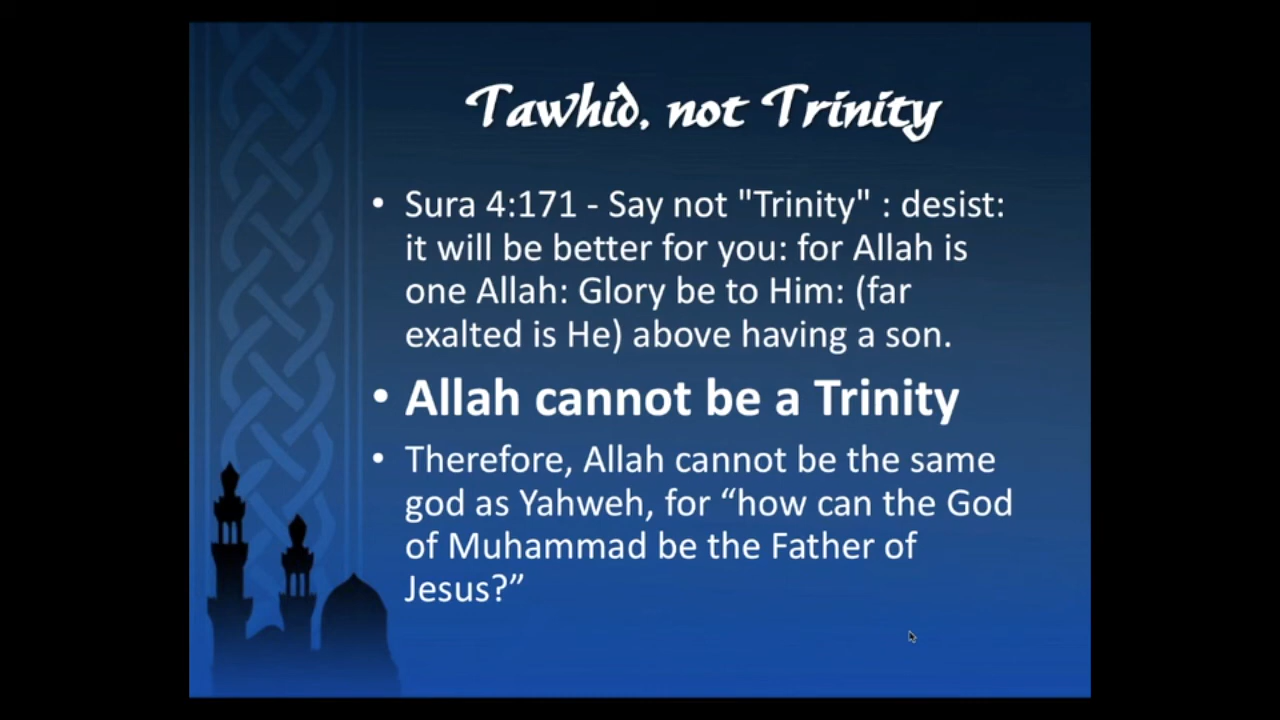 Tawhid, not Trinity
• Sura 4:171 - Say not "Trinity" : desist:
it will be better for you: for Allah is
one Allah: Glory be to Him: (far
exalted is He) above having a son.
• Allah cannot be a Trinity
• Therefore, Allah cannot be the same
god as Yahweh, for “how can the God
of Muhammad be the Father of
Jesus?”